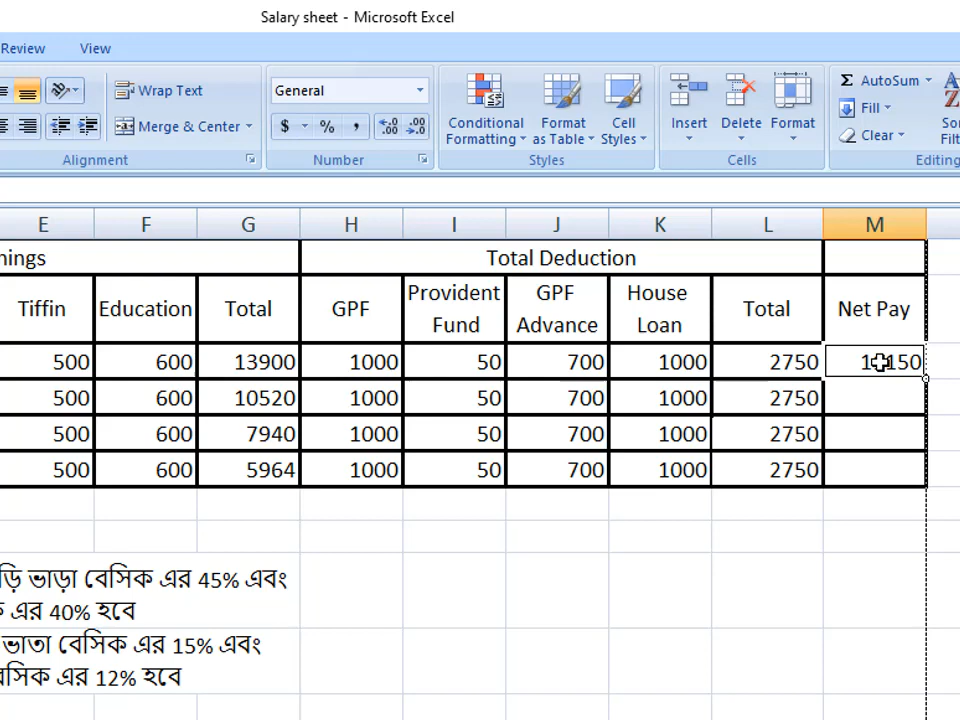 Salary sheet - Microsoft Excel
Review View
Wrap Text General AutoSum
Merge & Center $ % , Conditional Formatting Format as Table Cell Styles Insert Delete Format Fill Clear
Alignment Number Styles Cells Editing
E F G H I J K L M
Total Deduction
Tiffin Education Total GPF Provident Fund GPF Advance House Loan Total Net Pay
500 600 13900 1000 50 700 1000 2750
500 600 10520 1000 50 700 1000 2750
500 600 7940 1000 50 700 1000 2750
500 600 5964 1000 50 700 1000 2750
ভাড়া বেসিক এর 45% এবং
এর 40% হবে
ভাতা বেসিক এর 15% এবং
এর 12% হবে